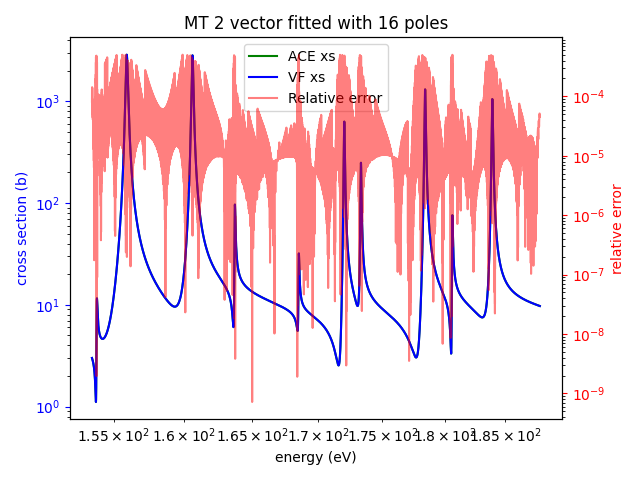 MT 2 vector fitted with 16 poles
ACE xs
VF xs
Relative error
cross section (b)
10³
10²
10¹
10⁰
10⁻⁴
10⁻⁵
10⁻⁶
10⁻⁷
10⁻⁸
10⁻⁹
relative error
1.55 × 10² 1.6 × 10² 1.65 × 10² 1.7 × 10² 1.75 × 10² 1.8 × 10² 1.85 × 10²
energy (eV)